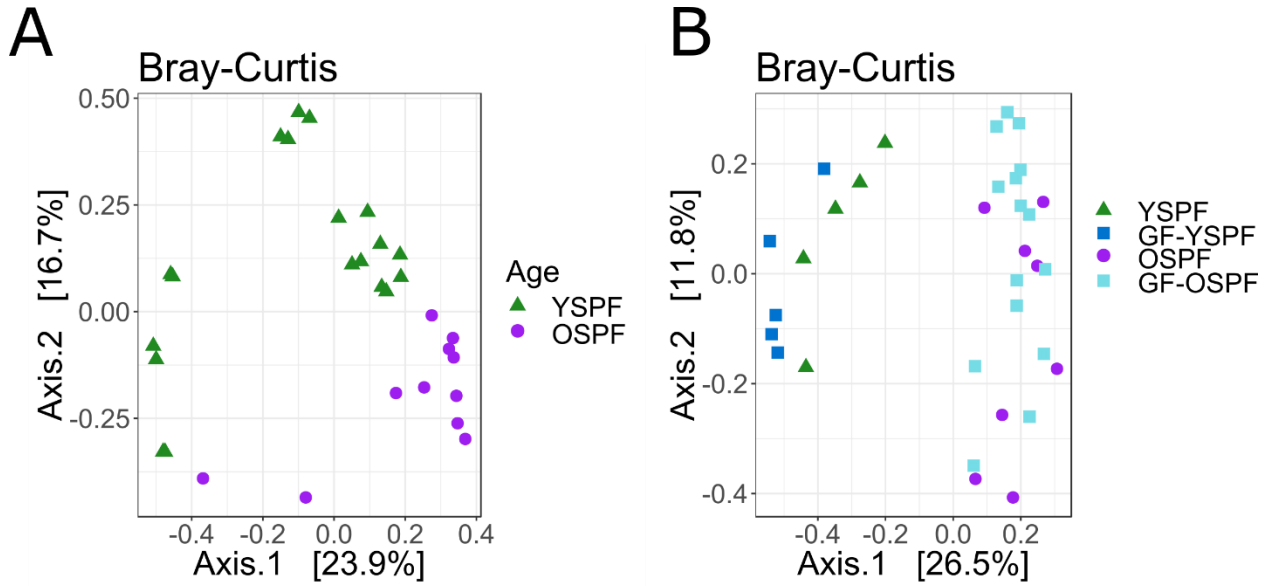 A
Bray-Curtis
0.50
0.25
0.00
-0.25
Axis.2 [16.7%]
-0.4
-0.2
0.0
0.2
0.4
Axis.1 [23.9%]
Age
YSPF
OSPF
B
Bray-Curtis
0.2
0.0
-0.2
-0.4
Axis.2 [11.8%]
-0.4
-0.2
0.0
0.2
Axis.1 [26.5%]
YSPF
GF-YSPF
OSPF
GF-OSPF